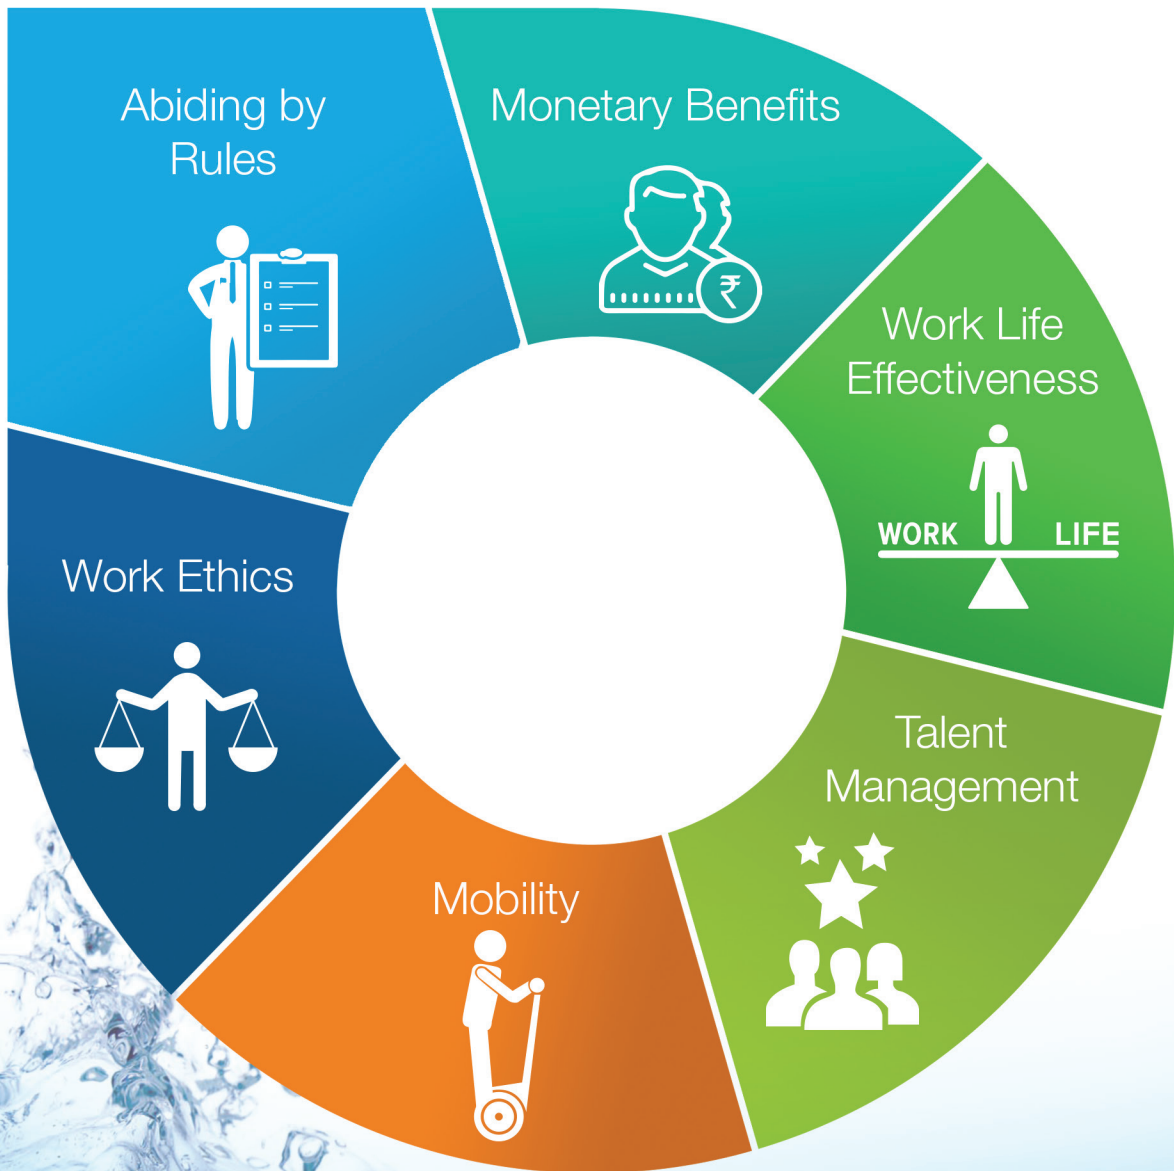 Abiding by
Rules
Monetary Benefits
₹
Work Life
Effectiveness
WORK LIFE
Talent
Management
Mobility
Work Ethics